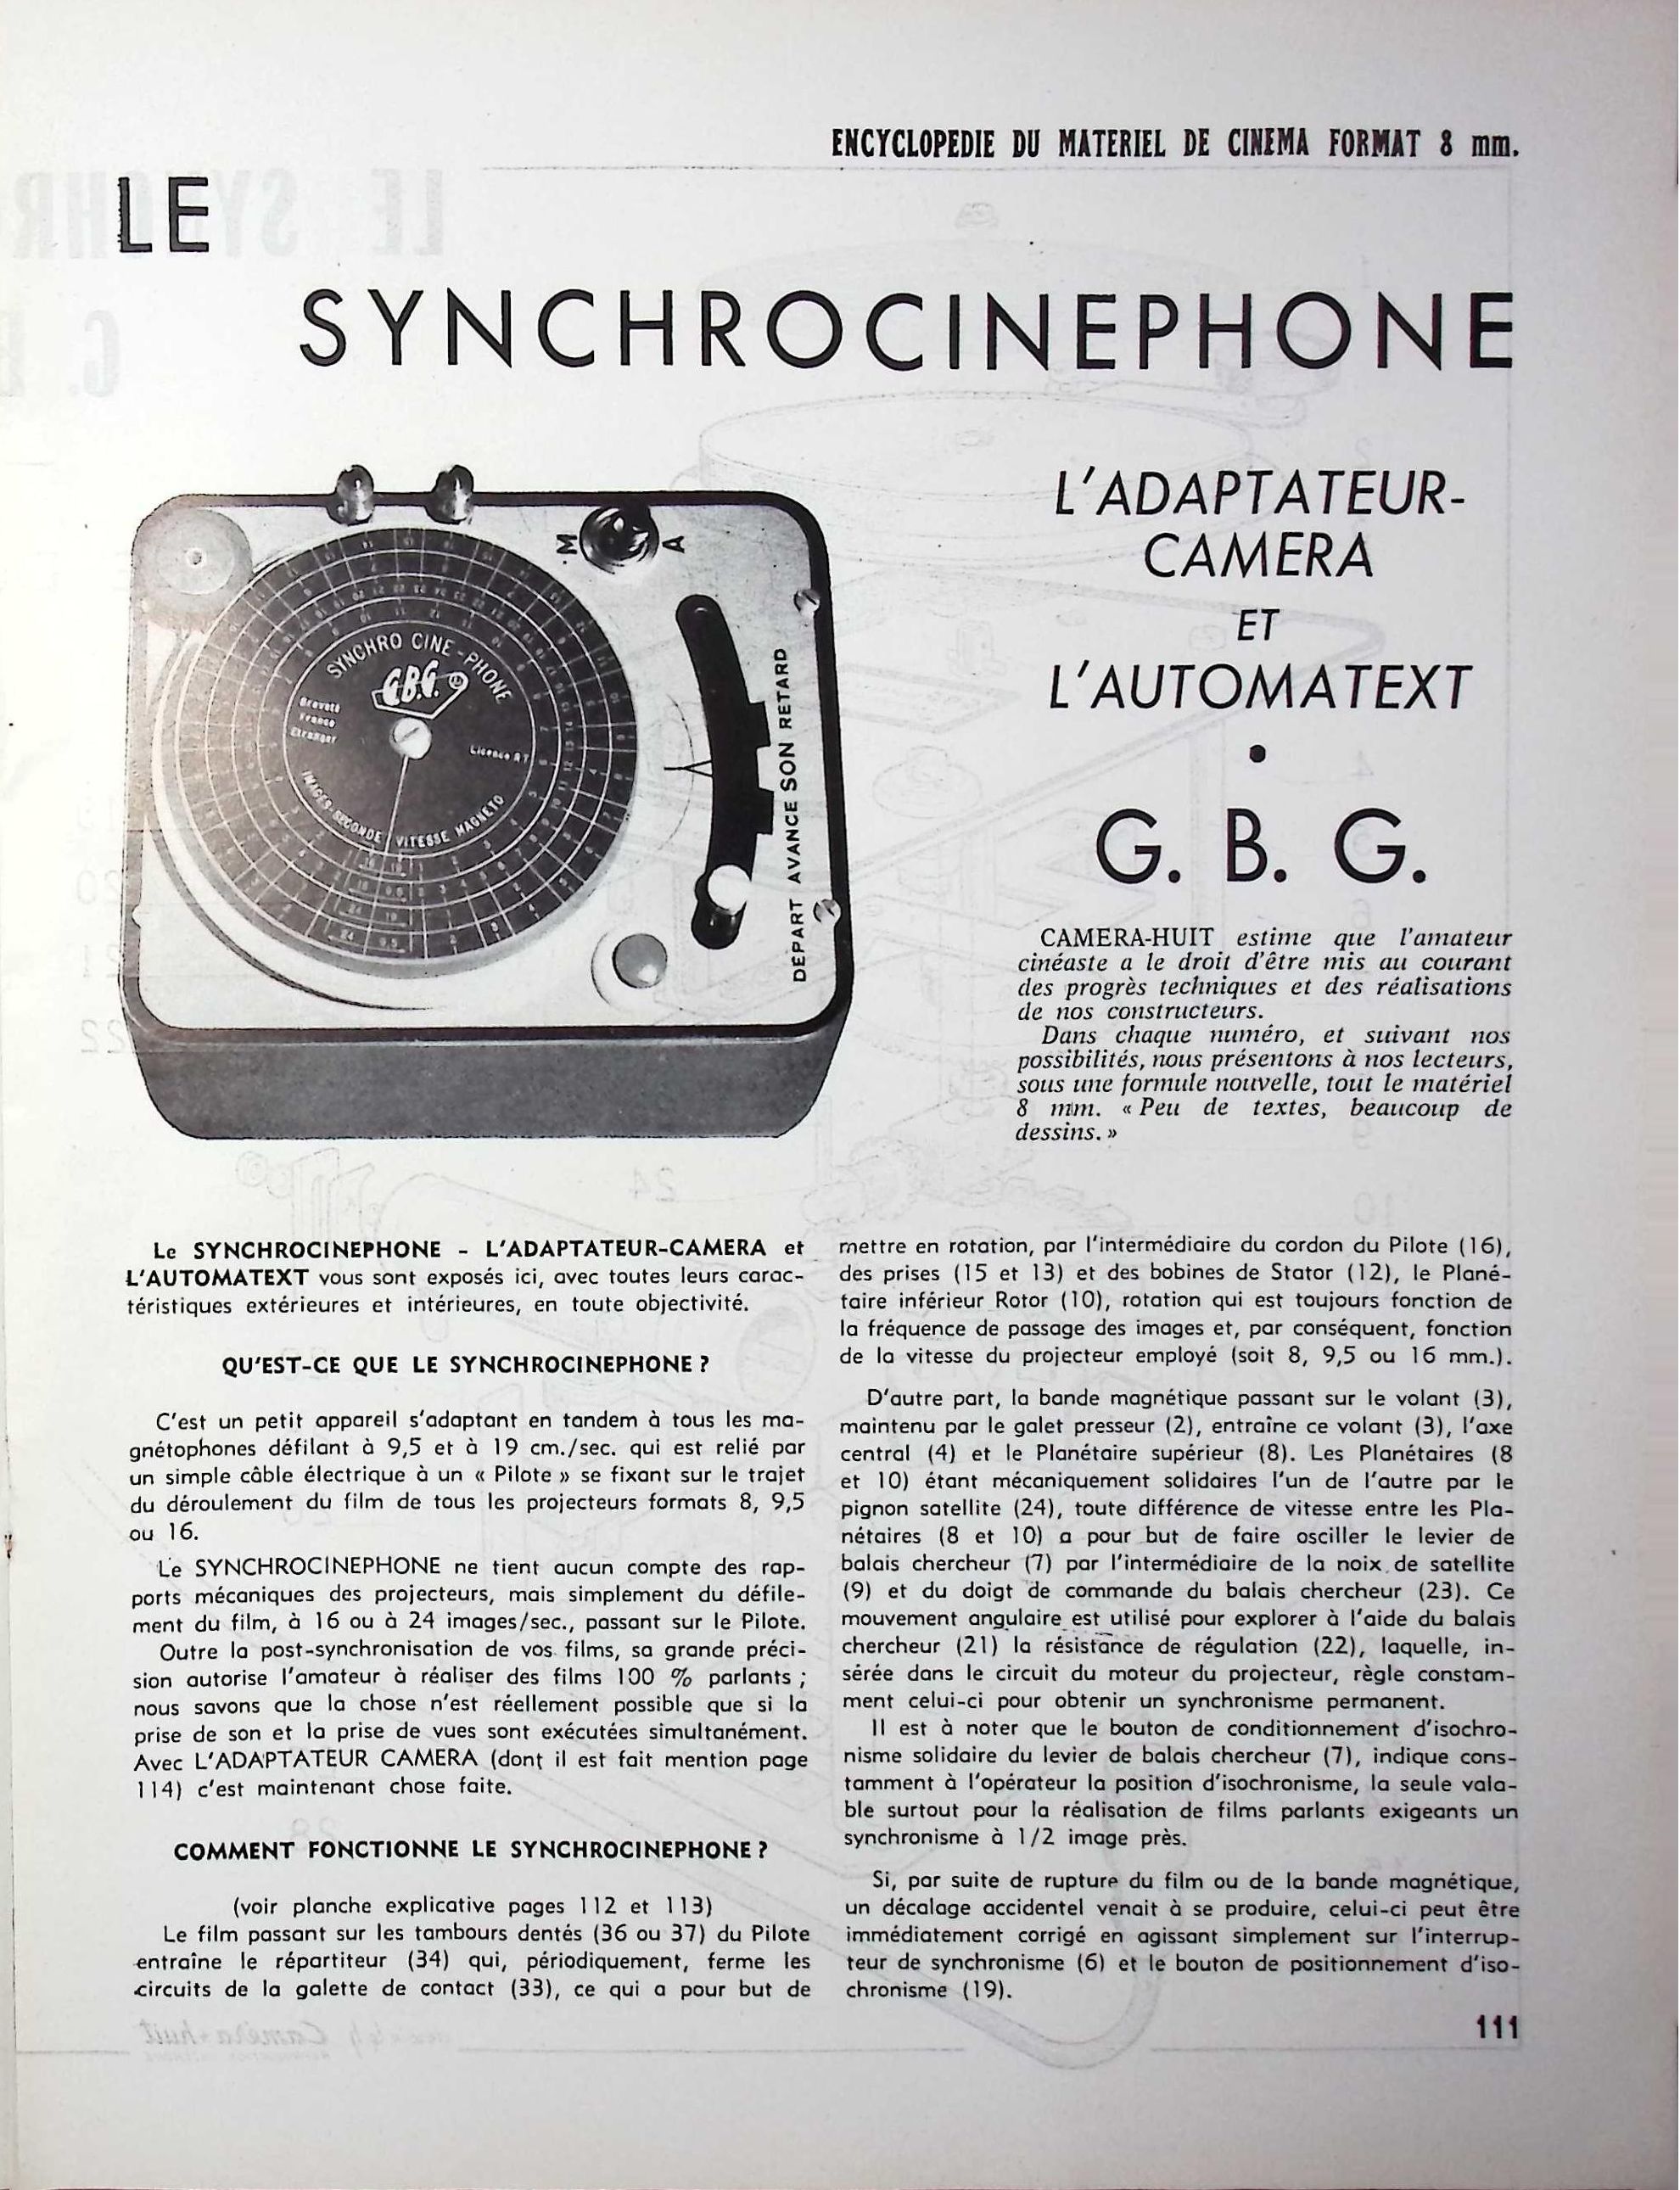 ENCYCLOPEDIE DU MATERIEL DE CINEMA FORMAT 8 mm.
LE
SYNCHROCINEPHONE
L'ADAPTATEUR-
CAMERA
ET
L'AUTOMATEXT
•
G. B. G.
M
A
SYNCHRO CINE-PHONE
G.B.G.
Brevets
France
Etranger
Licence RT
IMAGES-SECONDE VITESSE MAGNETO
DÉPART AVANCE SON RETARD
CAMERA-HUIT estime que l'amateur
cinéaste a le droit d'être mis au courant
des progrès techniques et des réalisations
de nos constructeurs.
Dans chaque numéro, et suivant nos
possibilités, nous présentons à nos lecteurs,
sous une formule nouvelle, tout le matériel
8 mm. « Peu de textes, beaucoup de
dessins. »
Le SYNCHROCINEPHONE - L'ADAPTATEUR-CAMERA et
L'AUTOMATEXT vous sont exposés ici, avec toutes leurs carac-
téristiques extérieures et intérieures, en toute objectivité.
QU'EST-CE QUE LE SYNCHROCINEPHONE ?
C'est un petit appareil s'adaptant en tandem à tous les ma-
gnétophones défilant à 9,5 et à 19 cm./sec. qui est relié par
un simple câble électrique à un « Pilote » se fixant sur le trajet
du déroulement du film de tous les projecteurs formats 8, 9,5
ou 16.
Le SYNCHROCINEPHONE ne tient aucun compte des rap-
ports mécaniques des projecteurs, mais simplement du défile-
ment du film, à 16 ou à 24 images/sec., passant sur le Pilote.
Outre la post-synchronisation de vos films, sa grande préci-
sion autorise l'amateur à réaliser des films 100 % parlants ;
nous savons que la chose n'est réellement possible que si la
prise de son et la prise de vues sont exécutées simultanément.
Avec L'ADAPTATEUR CAMERA (dont il est fait mention page
114) c'est maintenant chose faite.
COMMENT FONCTIONNE LE SYNCHROCINEPHONE ?
(voir planche explicative pages 112 et 113)
Le film passant sur les tambours dentés (36 ou 37) du Pilote
entraîne le répartiteur (34) qui, périodiquement, ferme les
circuits de la galette de contact (33), ce qui a pour but de
mettre en rotation, par l'intermédiaire du cordon du Pilote (16),
des prises (15 et 13) et des bobines de Stator (12), le Plané-
taire inférieur Rotor (10), rotation qui est toujours fonction de
la fréquence de passage des images et, par conséquent, fonction
de la vitesse du projecteur employé (soit 8, 9,5 ou 16 mm.).
D'autre part, la bande magnétique passant sur le volant (3),
maintenu par le galet presseur (2), entraîne ce volant (3), l'axe
central (4) et le Planétaire supérieur (8). Les Planétaires (8
et 10) étant mécaniquement solidaires l'un de l'autre par le
pignon satellite (24), toute différence de vitesse entre les Pla-
nétaires (8 et 10) a pour but de faire osciller le levier de
balais chercheur (7) par l'intermédiaire de la noix de satellite
(9) et du doigt de commande du balais chercheur (23). Ce
mouvement angulaire est utilisé pour explorer à l'aide du balais
chercheur (21) la résistance de régulation (22), laquelle, in-
sérée dans le circuit du moteur du projecteur, règle constam-
ment celui-ci pour obtenir un synchronisme permanent.
Il est à noter que le bouton de conditionnement d'isochro-
nisme solidaire du levier de balais chercheur (7), indique cons-
tamment à l'opérateur la position d'isochronisme, la seule vala-
ble surtout pour la réalisation de films parlants exigeants un
synchronisme à 1/2 image près.
Si, par suite de rupture du film ou de la bande magnétique,
un décalage accidentel venait à se produire, celui-ci peut être
immédiatement corrigé en agissant simplement sur l'interrup-
teur de synchronisme (6) et le bouton de positionnement d'iso-
chronisme (19).
111